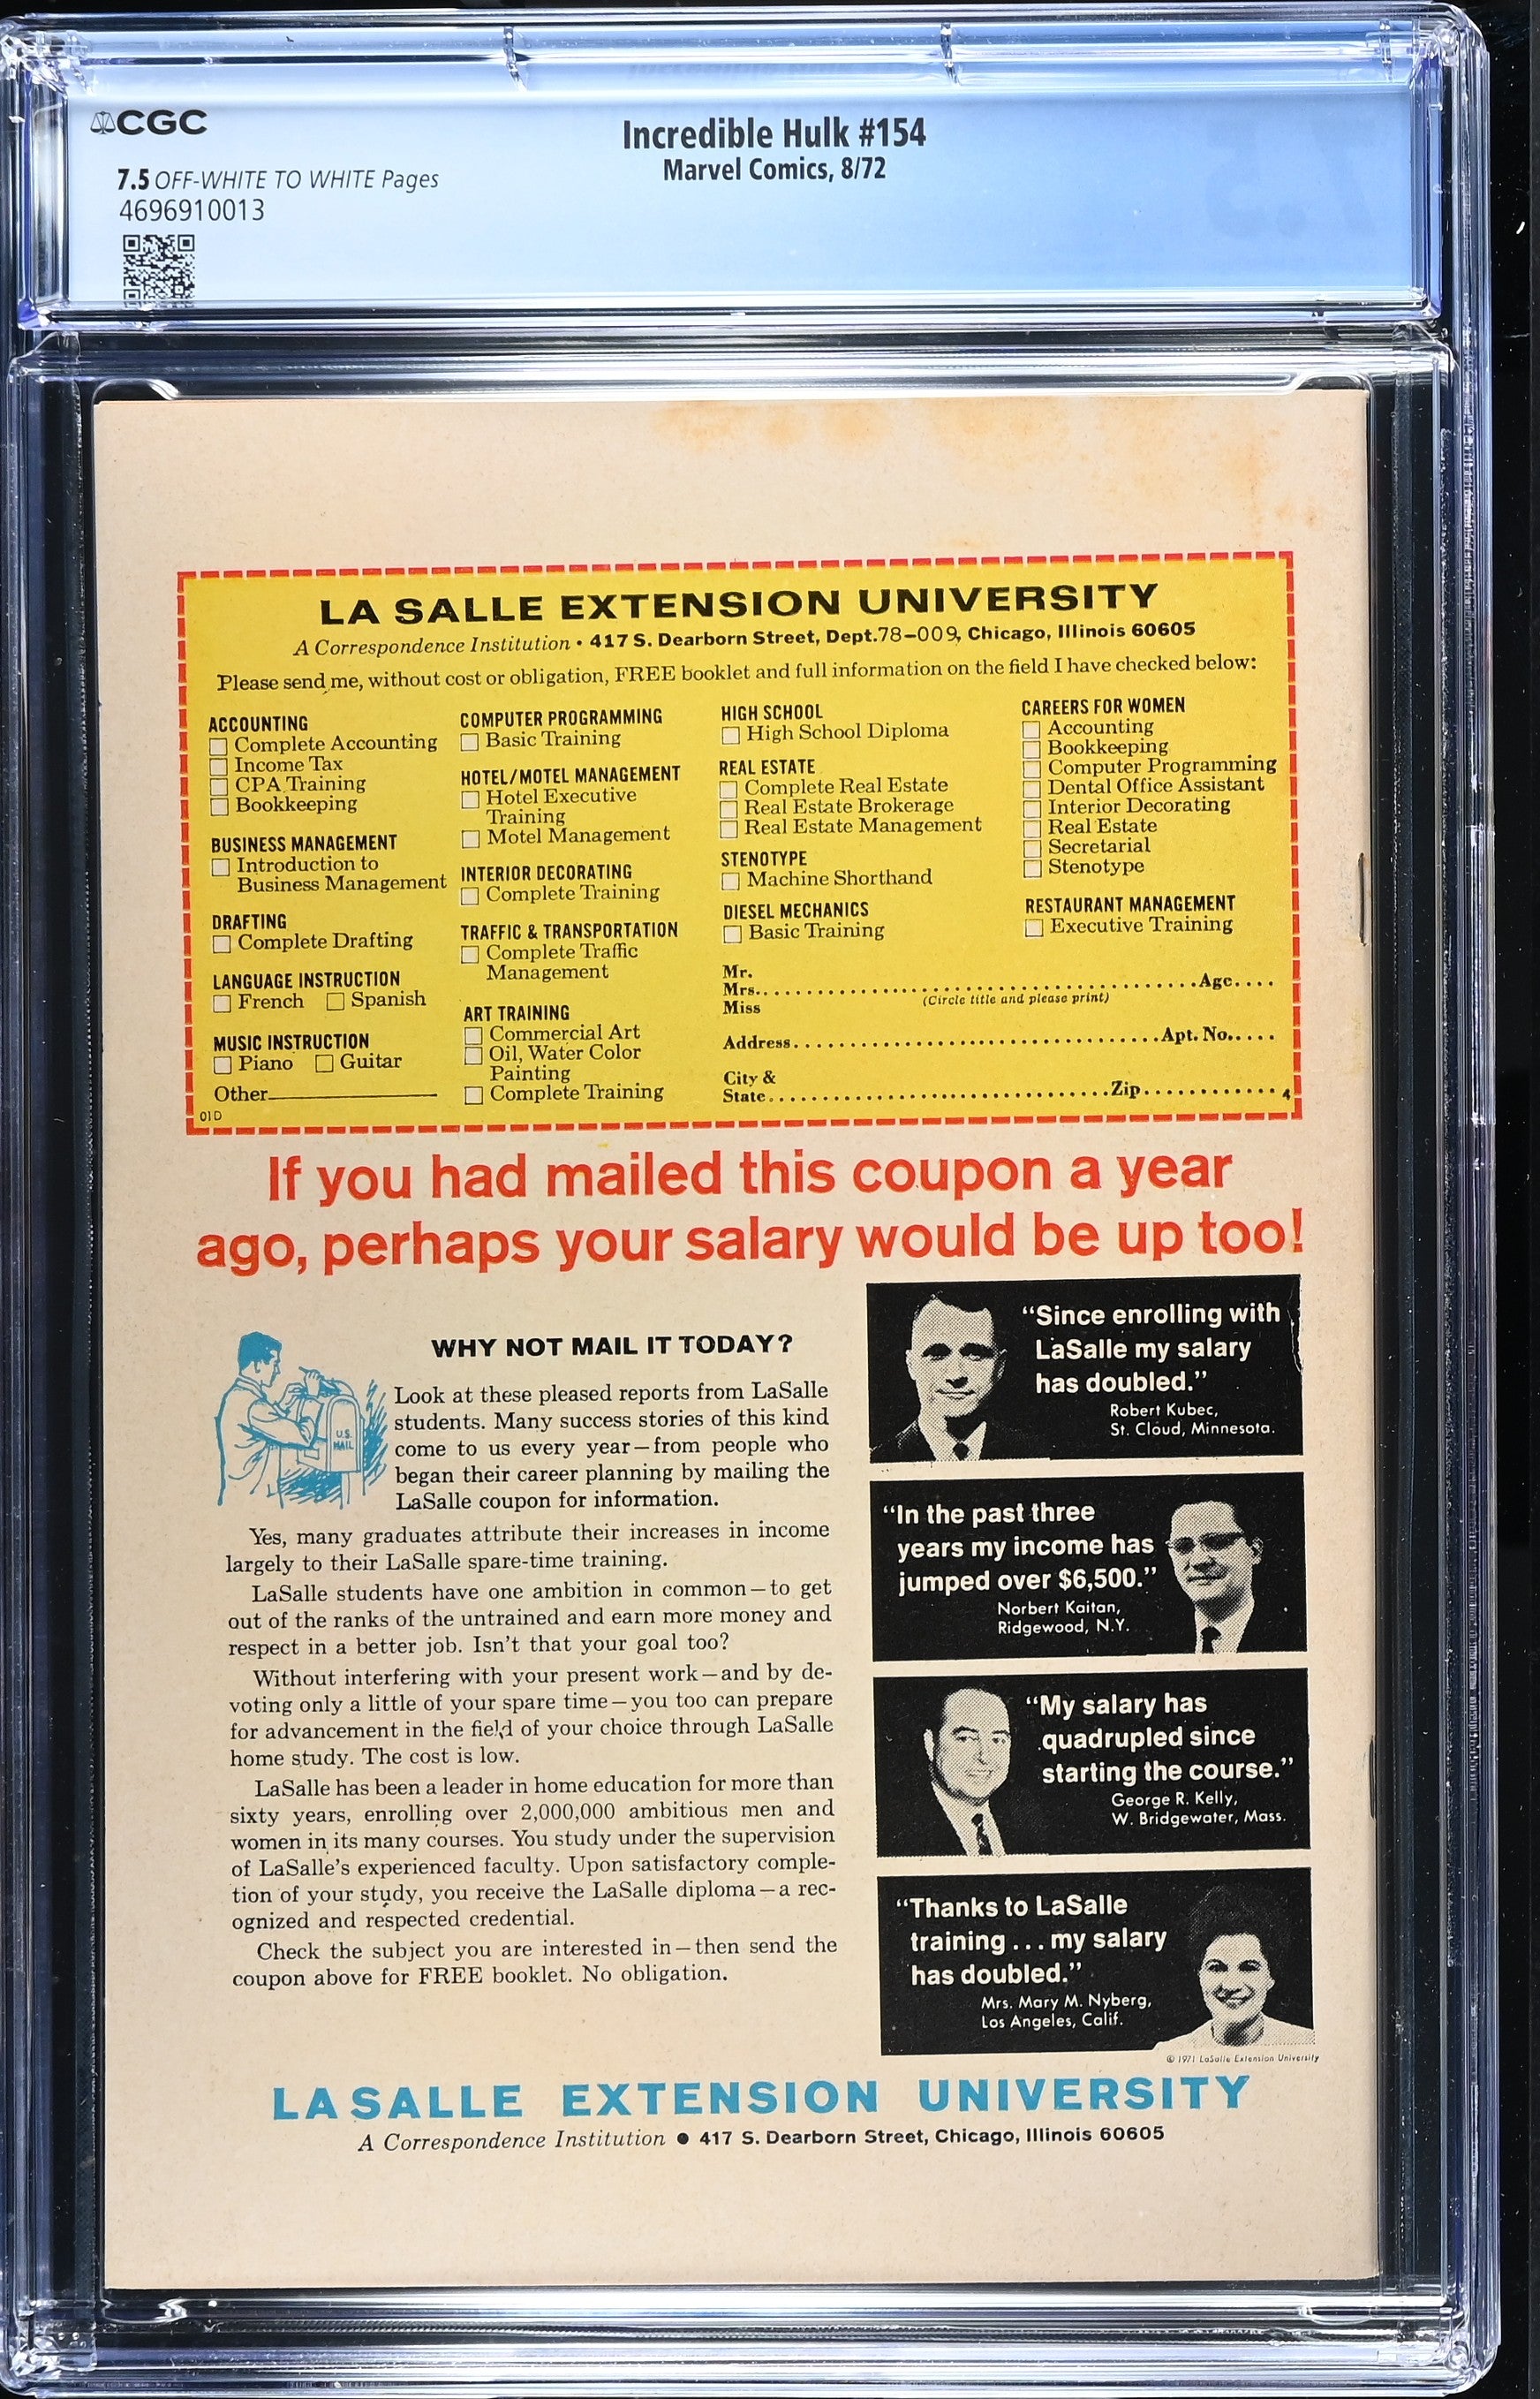 CGC
7.5 OFF-WHITE TO WHITE Pages
4696910013
Incredible Hulk #154
Marvel Comics, 8/72
7.5
LA SALLE EXTENSION UNIVERSITY
A Correspondence Institution • 417 S. Dearborn Street, Dept.78-009, Chicago, Illinois 60605
Please send me, without cost or obligation, FREE booklet and full information on the field I have checked below:
ACCOUNTING
Complete Accounting
Income Tax
CPA Training
Bookkeeping
BUSINESS MANAGEMENT
Introduction to
Business Management
DRAFTING
Complete Drafting
LANGUAGE INSTRUCTION
French Spanish
MUSIC INSTRUCTION
Piano Guitar
Other
01D
COMPUTER PROGRAMMING
Basic Training
HOTEL/MOTEL MANAGEMENT
Hotel Executive
Training
Motel Management
INTERIOR DECORATING
Complete Training
TRAFFIC & TRANSPORTATION
Complete Traffic
Management
ART TRAINING
Commercial Art
Oil, Water Color
Painting
Complete Training
HIGH SCHOOL
High School Diploma
REAL ESTATE
Complete Real Estate
Real Estate Brokerage
Real Estate Management
STENOTYPE
Machine Shorthand
DIESEL MECHANICS
Basic Training
CAREERS FOR WOMEN
Accounting
Bookkeeping
Computer Programming
Dental Office Assistant
Interior Decorating
Real Estate
Secretarial
Stenotype
RESTAURANT MANAGEMENT
Executive Training
Mr.
Mrs. Age
Miss (Circle title and please print)
Address Apt. No.
City &
State Zip 4
If you had mailed this coupon a year
ago, perhaps your salary would be up too!
U.S.
MAIL
WHY NOT MAIL IT TODAY?
Look at these pleased reports from LaSalle
students. Many success stories of this kind
come to us every year—from people who
began their career planning by mailing the
LaSalle coupon for information.
Yes, many graduates attribute their increases in income
largely to their LaSalle spare-time training.
LaSalle students have one ambition in common—to get
out of the ranks of the untrained and earn more money and
respect in a better job. Isn't that your goal too?
Without interfering with your present work—and by de-
voting only a little of your spare time—you too can prepare
for advancement in the field of your choice through LaSalle
home study. The cost is low.
LaSalle has been a leader in home education for more than
sixty years, enrolling over 2,000,000 ambitious men and
women in its many courses. You study under the supervision
of LaSalle's experienced faculty. Upon satisfactory comple-
tion of your study, you receive the LaSalle diploma—a rec-
ognized and respected credential.
Check the subject you are interested in—then send the
coupon above for FREE booklet. No obligation.
"Since enrolling with
LaSalle my salary
has doubled."
Robert Kubec,
St. Cloud, Minnesota.
"In the past three
years my income has
jumped over $6,500."
Norbert Kaitan,
Ridgewood, N.Y.
"My salary has
quadrupled since
starting the course."
George R. Kelly,
W. Bridgewater, Mass.
"Thanks to LaSalle
training...my salary
has doubled."
Mrs. Mary M. Nyberg,
Los Angeles, Calif.
© 1971 LaSalle Extension University
LASALLE EXTENSION UNIVERSITY
A Correspondence Institution • 417 S. Dearborn Street, Chicago, Illinois 60605